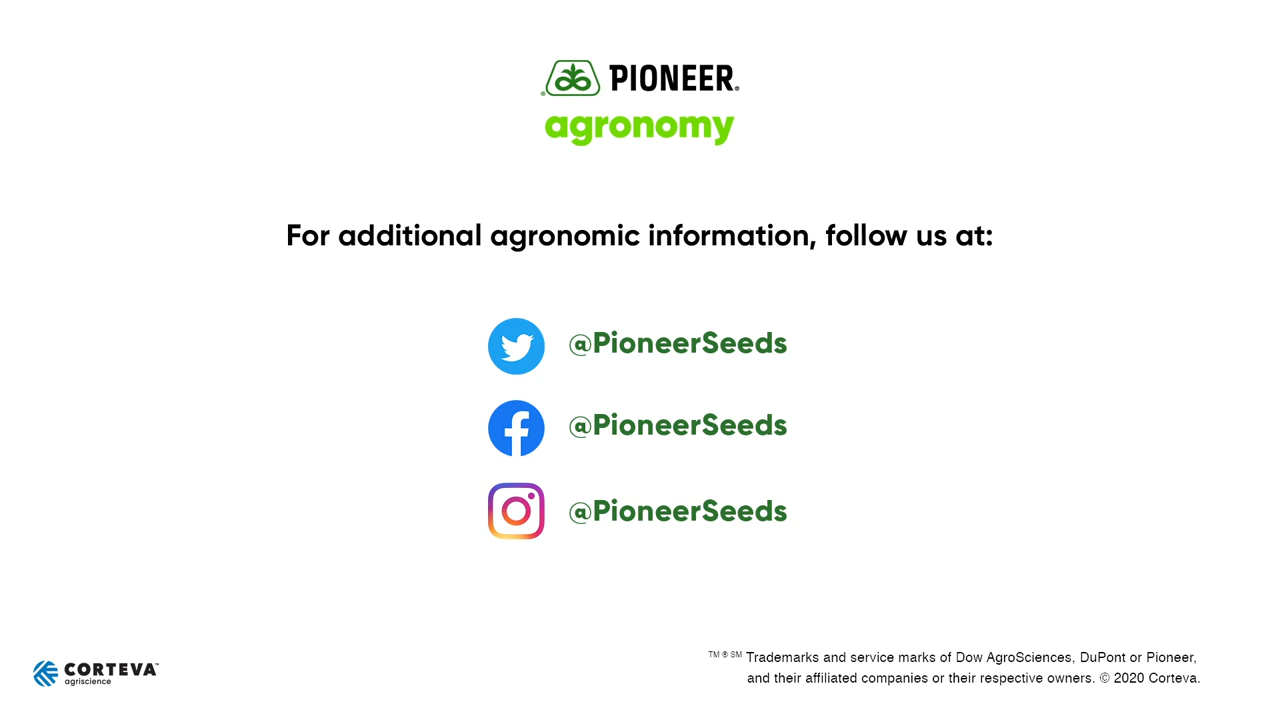 PIONEER®
agronomy
For additional agronomic information, follow us at:
@PioneerSeeds
@PioneerSeeds
@PioneerSeeds
CORTEVA™
agriscience
TM ® SM Trademarks and service marks of Dow AgroSciences, DuPont or Pioneer,
and their affiliated companies or their respective owners. © 2020 Corteva.